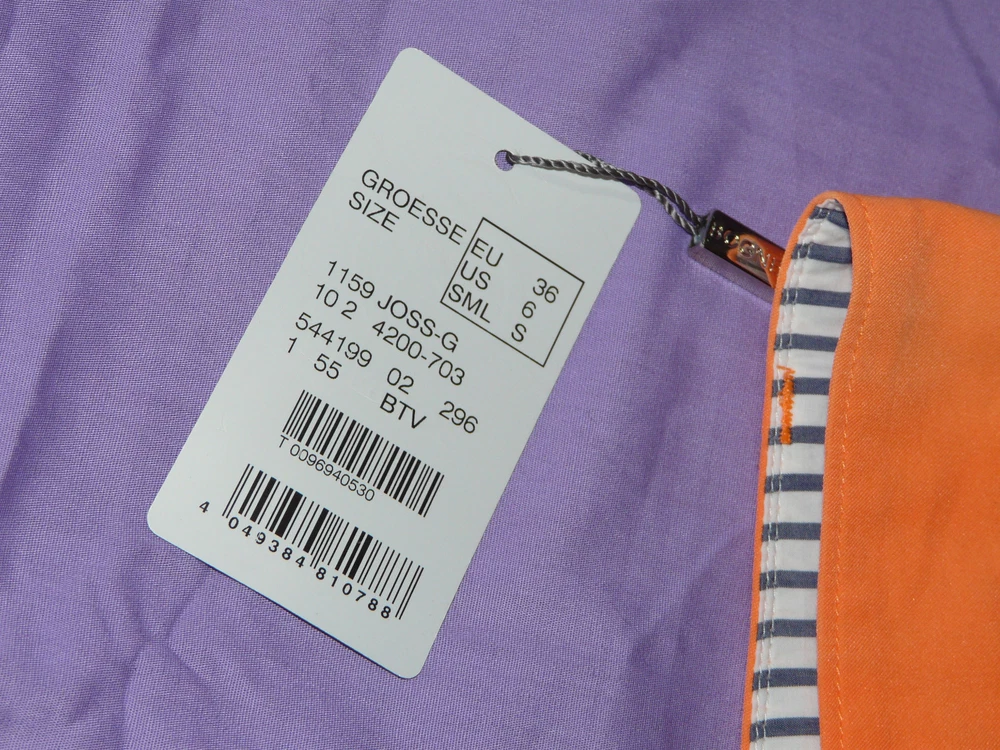 GROESSE
SIZE
EU 36
US 6
SML S
1159 JOSS-G
10 2 4200-703
544199 02 296
1 55 BTV
T 0096940530
4 049384 810788